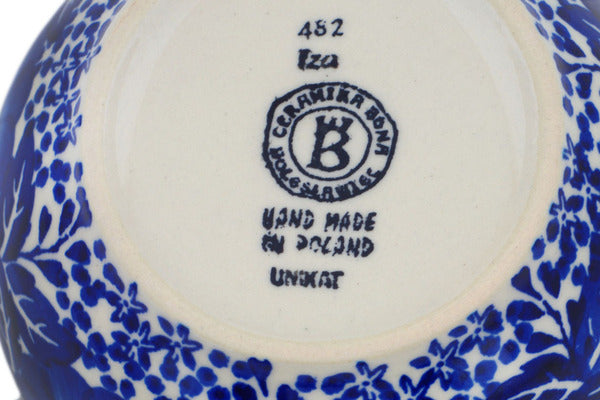 482
Iza
CERAMIKA BONA
BOLESŁAWIEC
B
HAND MADE
IN POLAND
UNIKAT